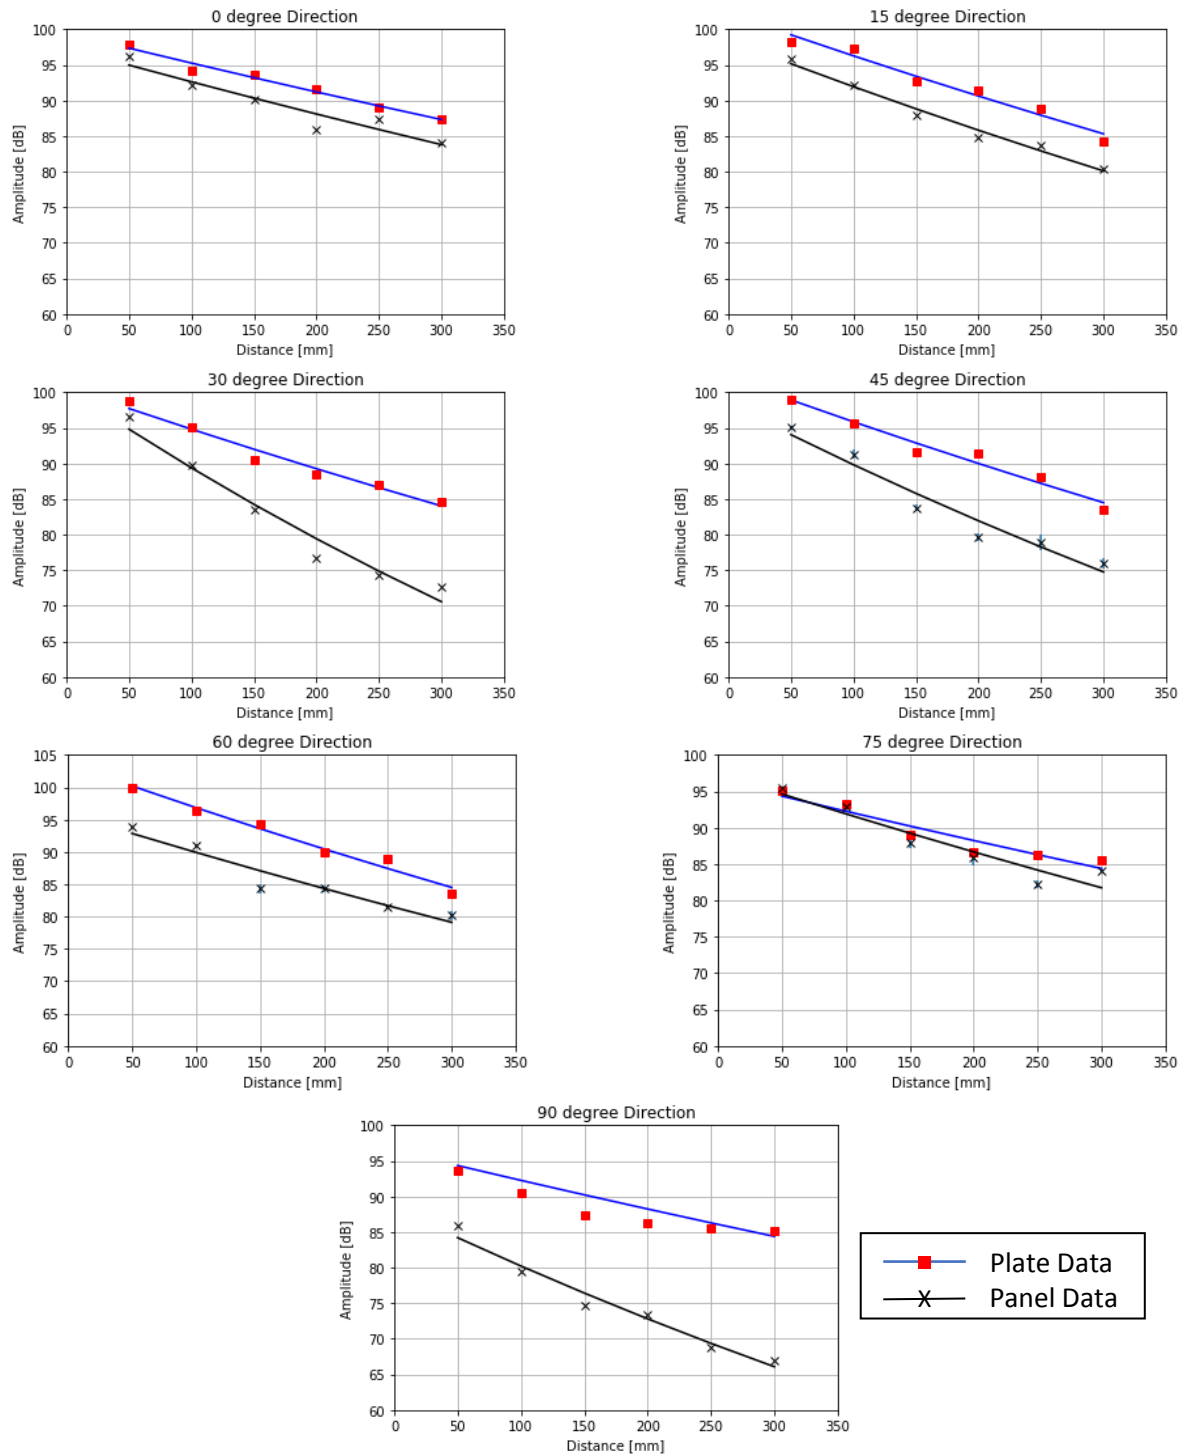 0 degree Direction
Amplitude [dB]
100
95
90
85
80
75
70
65
60
0 50 100 150 200 250 300 350
Distance [mm]
15 degree Direction
Amplitude [dB]
100
95
90
85
80
75
70
65
60
0 50 100 150 200 250 300 350
Distance [mm]
30 degree Direction
Amplitude [dB]
100
95
90
85
80
75
70
65
60
0 50 100 150 200 250 300 350
Distance [mm]
45 degree Direction
Amplitude [dB]
100
95
90
85
80
75
70
65
60
0 50 100 150 200 250 300 350
Distance [mm]
60 degree Direction
Amplitude [dB]
105
100
95
90
85
80
75
70
65
60
0 50 100 150 200 250 300 350
Distance [mm]
75 degree Direction
Amplitude [dB]
100
95
90
85
80
75
70
65
60
0 50 100 150 200 250 300 350
Distance [mm]
90 degree Direction
Amplitude [dB]
100
95
90
85
80
75
70
65
60
0 50 100 150 200 250 300 350
Distance [mm]
Plate Data
Panel Data